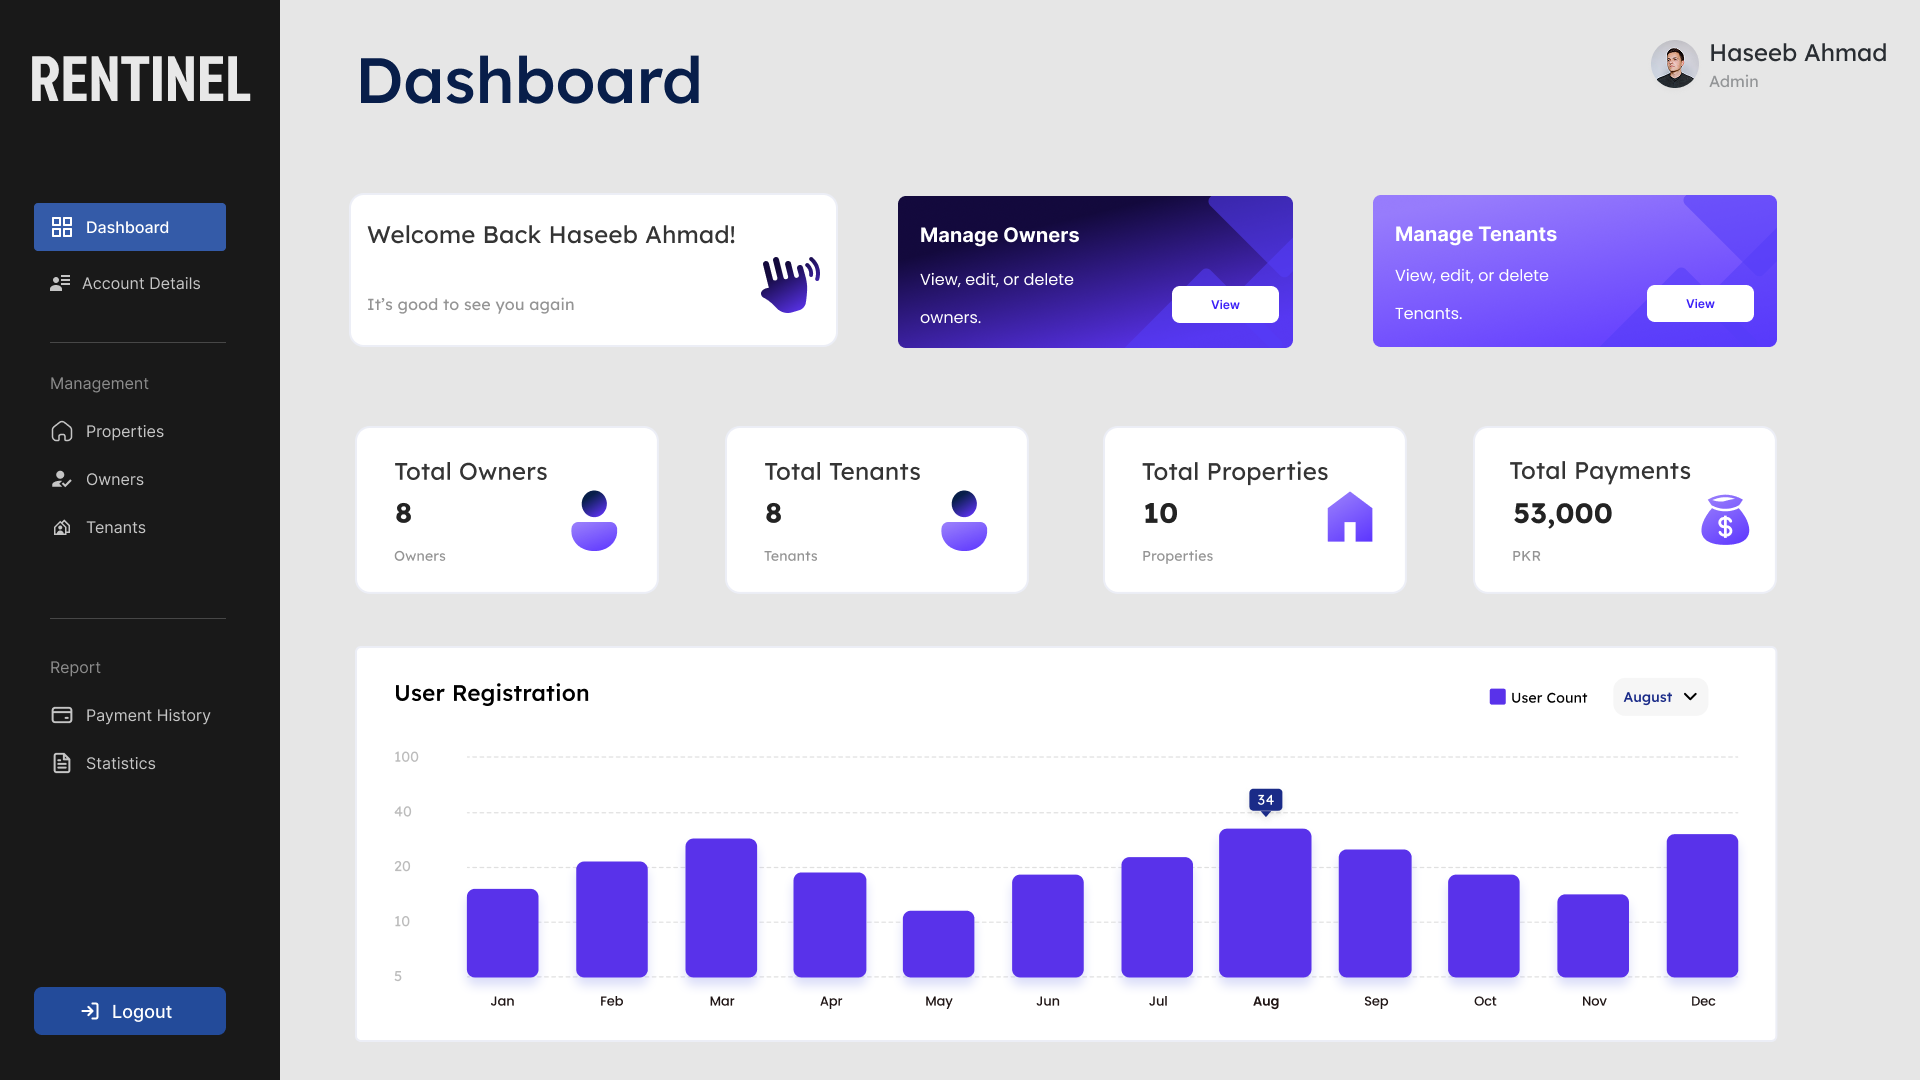 RENTINEL
Dashboard
Account Details
Management
Properties
Owners
Tenants
Report
Payment History
Statistics
Logout
Dashboard
Haseeb Ahmad
Admin
Welcome Back Haseeb Ahmad!
It’s good to see you again
Manage Owners
View, edit, or delete
owners.
View
Manage Tenants
View, edit, or delete
Tenants.
View
Total Owners
8
Owners
Total Tenants
8
Tenants
Total Properties
10
Properties
Total Payments
53,000
PKR
$
User Registration
User Count
August
100
40
20
10
5
34
Jan Feb Mar Apr May Jun Jul Aug Sep Oct Nov Dec